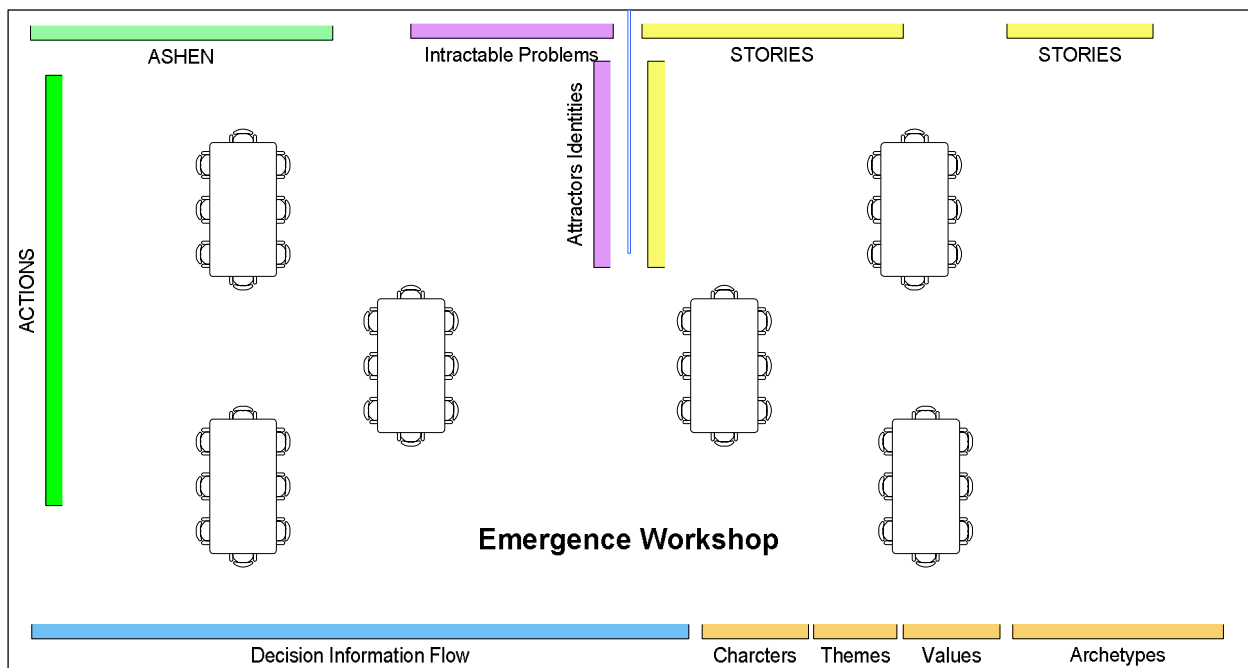 ASHEN
Intractable Problems
STORIES
STORIES
ACTIONS
Attractors Identities
Emergence Workshop
Decision Information Flow
Charcters
Themes
Values
Archetypes